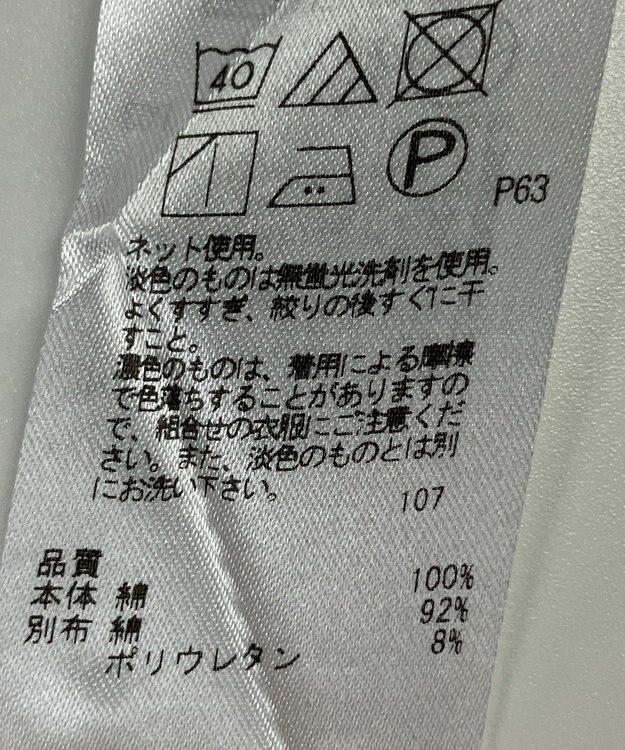 40
P
P63
ネット使用。
淡色のものは無蛍光洗剤を使用。
よくすすぎ、絞りの後すぐに干
すこと。
濃色のものは、着用による摩擦
で色落ちすることがありますの
で、組合せの衣服にご注意くだ
さい。また、淡色のものとは別
にお洗い下さい。
107
品質
本体 綿 100%
別布 綿 92%
ポリウレタン 8%